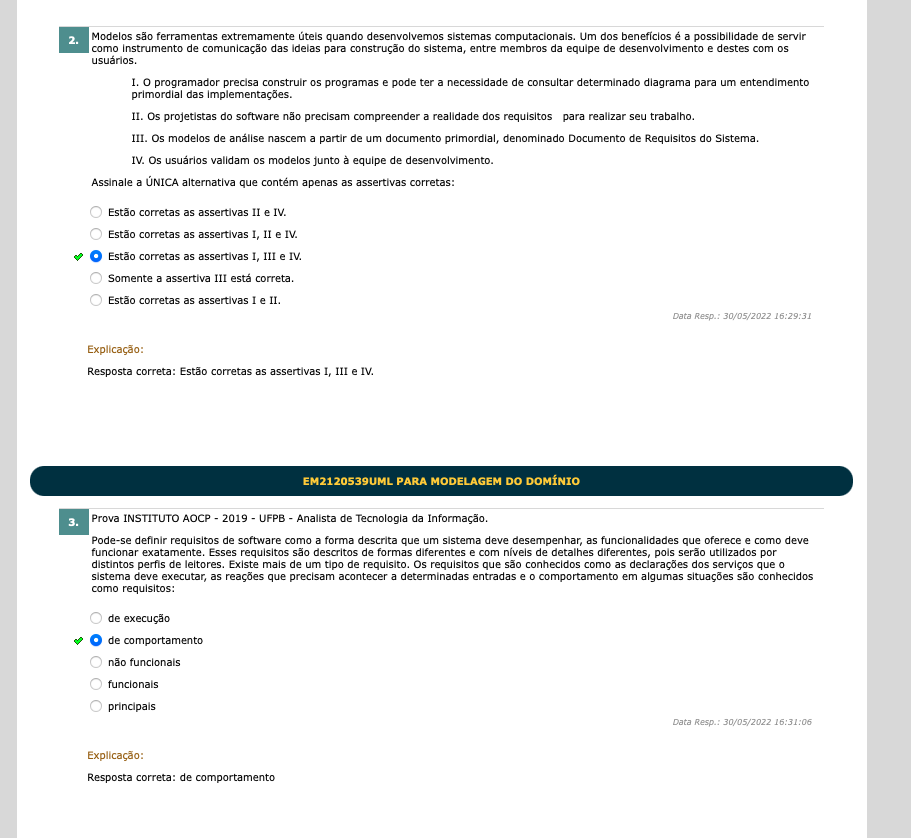 2.
Modelos são ferramentas extremamente úteis quando desenvolvemos sistemas computacionais. Um dos benefícios é a possibilidade de servir
como instrumento de comunicação das ideias para construção do sistema, entre membros da equipe de desenvolvimento e destes com os
usuários.
I. O programador precisa construir os programas e pode ter a necessidade de consultar determinado diagrama para um entendimento
primordial das implementações.
II. Os projetistas do software não precisam compreender a realidade dos requisitos para realizar seu trabalho.
III. Os modelos de análise nascem a partir de um documento primordial, denominado Documento de Requisitos do Sistema.
IV. Os usuários validam os modelos junto à equipe de desenvolvimento.
Assinale a ÚNICA alternativa que contém apenas as assertivas corretas:
Estão corretas as assertivas II e IV.
Estão corretas as assertivas I, II e IV.
Estão corretas as assertivas I, III e IV.
Somente a assertiva III está correta.
Estão corretas as assertivas I e II.
Data Resp.: 30/05/2022 16:29:31
Explicação:
Resposta correta: Estão corretas as assertivas I, III e IV.
EM2120539UML PARA MODELAGEM DO DOMÍNIO
3.
Prova INSTITUTO AOCP - 2019 - UFPB - Analista de Tecnologia da Informação.
Pode-se definir requisitos de software como a forma descrita que um sistema deve desempenhar, as funcionalidades que oferece e como deve
funcionar exatamente. Esses requisitos são descritos de formas diferentes e com níveis de detalhes diferentes, pois serão utilizados por
distintos perfis de leitores. Existe mais de um tipo de requisito. Os requisitos que são conhecidos como as declarações dos serviços que o
sistema deve executar, as reações que precisam acontecer a determinadas entradas e o comportamento em algumas situações são conhecidos
como requisitos:
de execução
de comportamento
não funcionais
funcionais
principais
Data Resp.: 30/05/2022 16:31:06
Explicação:
Resposta correta: de comportamento